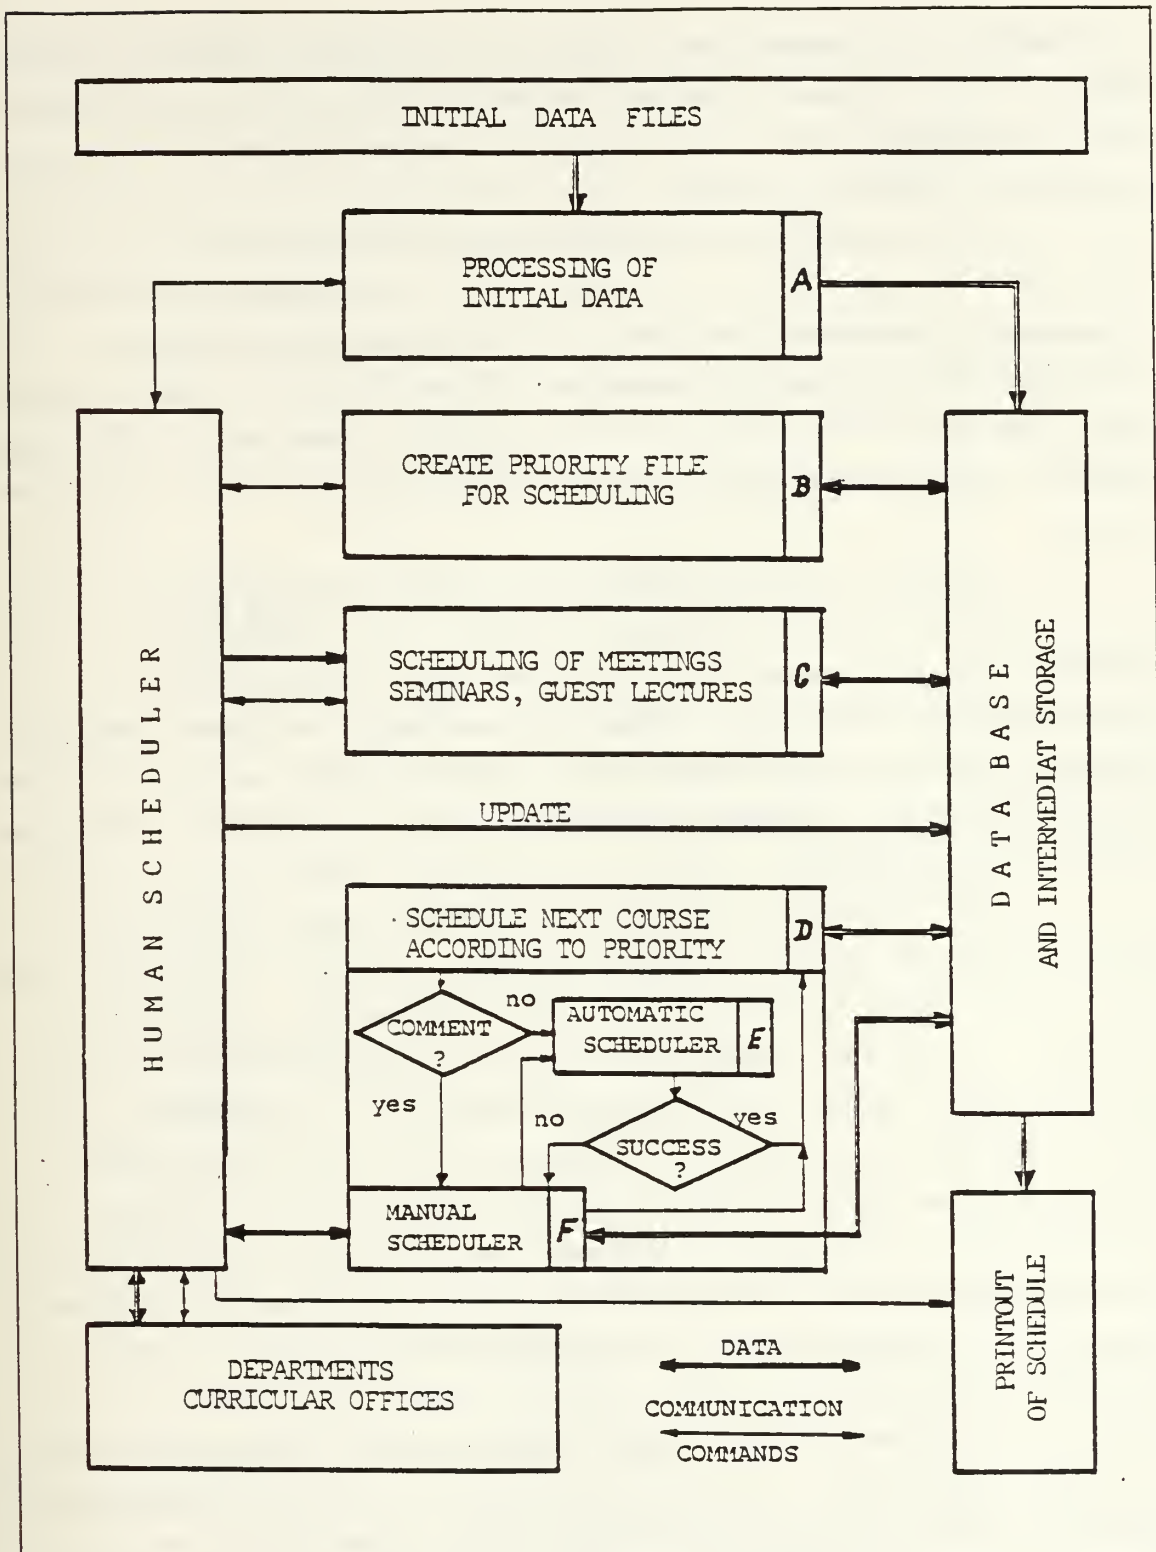 INITIAL DATA FILES
PROCESSING OF
INITIAL DATA
A
HUMAN SCHEDULER
CREATE PRIORITY FILE
FOR SCHEDULING
B
SCHEDULING OF MEETINGS
SEMINARS, GUEST LECTURES
C
DATA BASE
AND INTERMEDIAT STORAGE
UPDATE
SCHEDULE NEXT COURSE
ACCORDING TO PRIORITY
D
COMMENT
?
no
yes
AUTOMATIC
SCHEDULER
E
SUCCESS
?
no
yes
MANUAL
SCHEDULER
F
DEPARTMENTS
CURRICULAR OFFICES
DATA
COMMUNICATION
COMMANDS
PRINTOUT
OF SCHEDULE